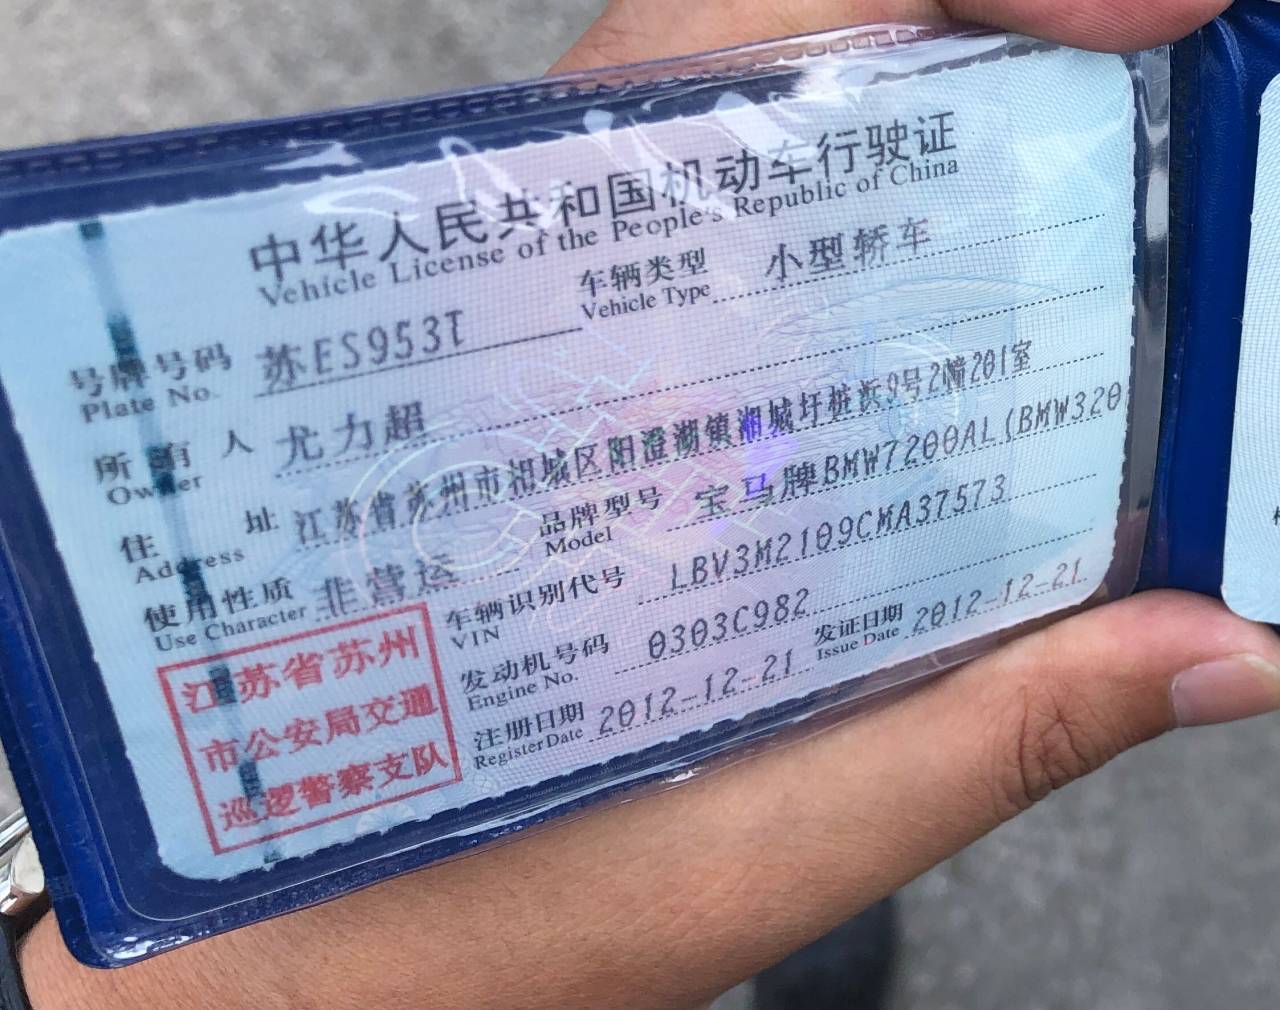 中华人民共和国机动车行驶证
Vehicle License of the People's Republic of China
号牌号码 苏ES953T 车辆类型 小型轿车
Plate No. Vehicle Type
所有人 尤力超
Owner
住址 江苏省苏州市相城区阳澄湖镇湘城圩桩浜9号2幢201室
Address
使用性质 非营运 品牌型号 宝马牌BMW7200AL(BMW320
Use Character Model
车辆识别代号 LBV3M2109CMA37573
VIN
发动机号码 0303C982
Engine No.
注册日期 2012-12-21 发证日期 2012-12-21
Register Date Issue Date
江苏省苏州
市公安局交通
巡逻警察支队